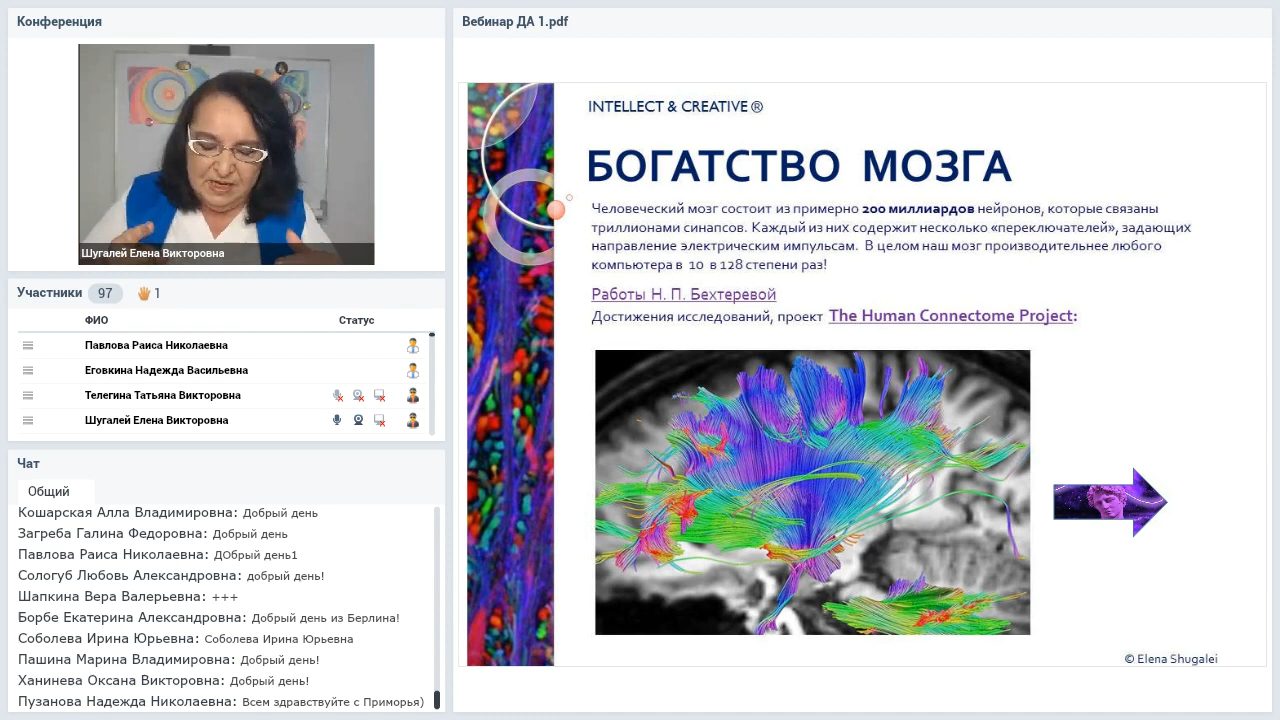 Конференция
Шугалей Елена Викторовна
Участники 97 1
ФИО Статус
Павлова Раиса Николаевна
Еговкина Надежда Васильевна
Телегина Татьяна Викторовна
Шугалей Елена Викторовна
Чат
Общий
Кошарская Алла Владимировна: Добрый день
Загреба Галина Федоровна: Добрый день
Павлова Раиса Николаевна: ДОбрый день1
Сологуб Любовь Александровна: добрый день!
Шапкина Вера Валерьевна: +++
Борбе Екатерина Александровна: Добрый день из Берлина!
Соболева Ирина Юрьевна: Соболева Ирина Юрьевна
Пашина Марина Владимировна: Добрый день!
Ханинева Оксана Викторовна: Добрый день!
Пузанова Надежда Николаевна: Всем здравствуйте с Приморья)
Вебинар ДА 1.pdf
INTELLECT & CREATIVE ®
БОГАТСТВО МОЗГА
Человеческий мозг состоит из примерно 200 миллиардов нейронов, которые связаны
триллионами синапсов. Каждый из них содержит несколько «переключателей», задающих
направление электрическим импульсам. В целом наш мозг производительнее любого
компьютера в 10 в 128 степени раз!
Работы Н. П. Бехтеревой
Достижения исследований, проект The Human Connectome Project:
© Elena Shugalei